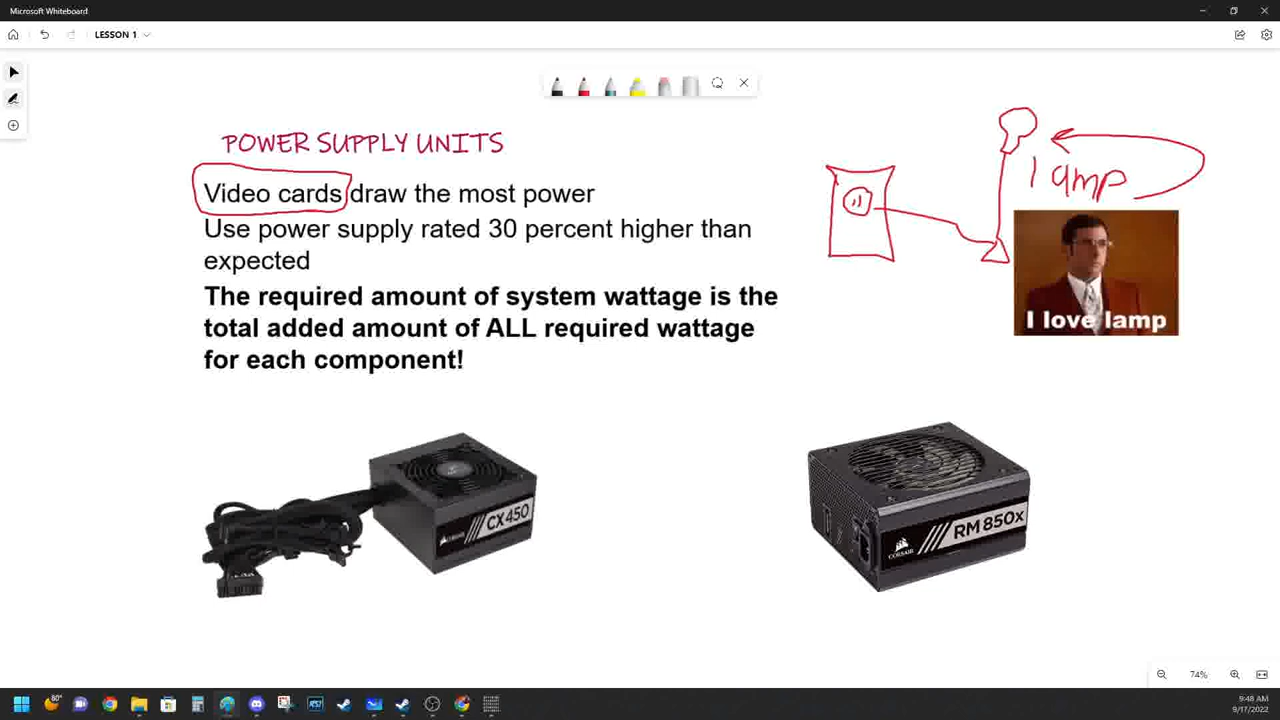 Microsoft Whiteboard
LESSON 1
POWER SUPPLY UNITS
Video cards draw the most power
Use power supply rated 30 percent higher than
expected
The required amount of system wattage is the
total added amount of ALL required wattage
for each component!
1 amp
I love lamp
CX450
CORSAIR
RM850x
74%
80°
9:48 AM
9/17/2022